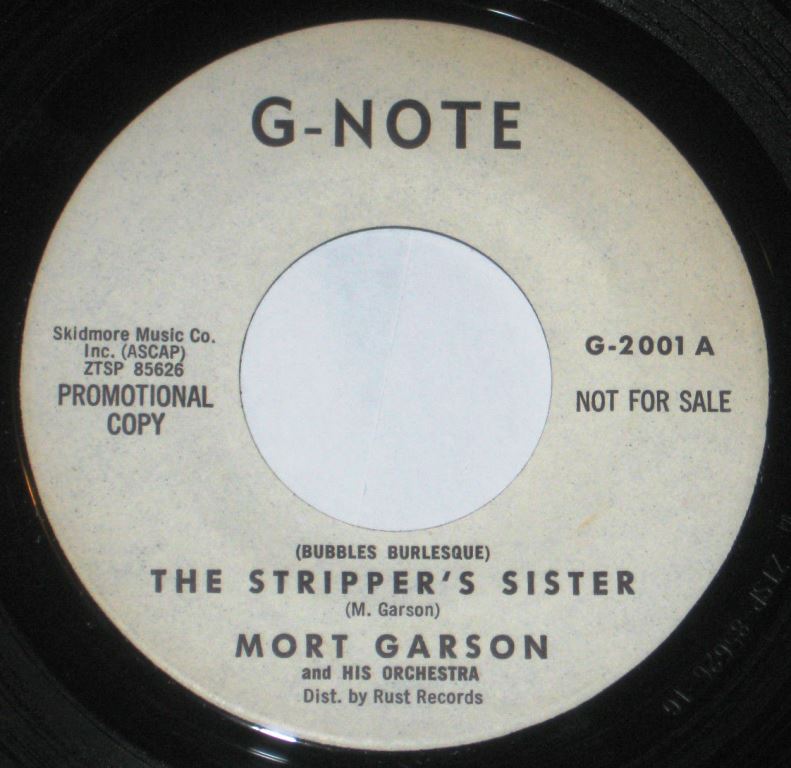 G-NOTE
Skidmore Music Co.
Inc. (ASCAP)
ZTSP 85626
PROMOTIONAL
COPY
G-2001 A
NOT FOR SALE
(BUBBLES BURLESQUE)
THE STRIPPER'S SISTER
(M. Garson)
MORT GARSON
and HIS ORCHESTRA
Dist. by Rust Records